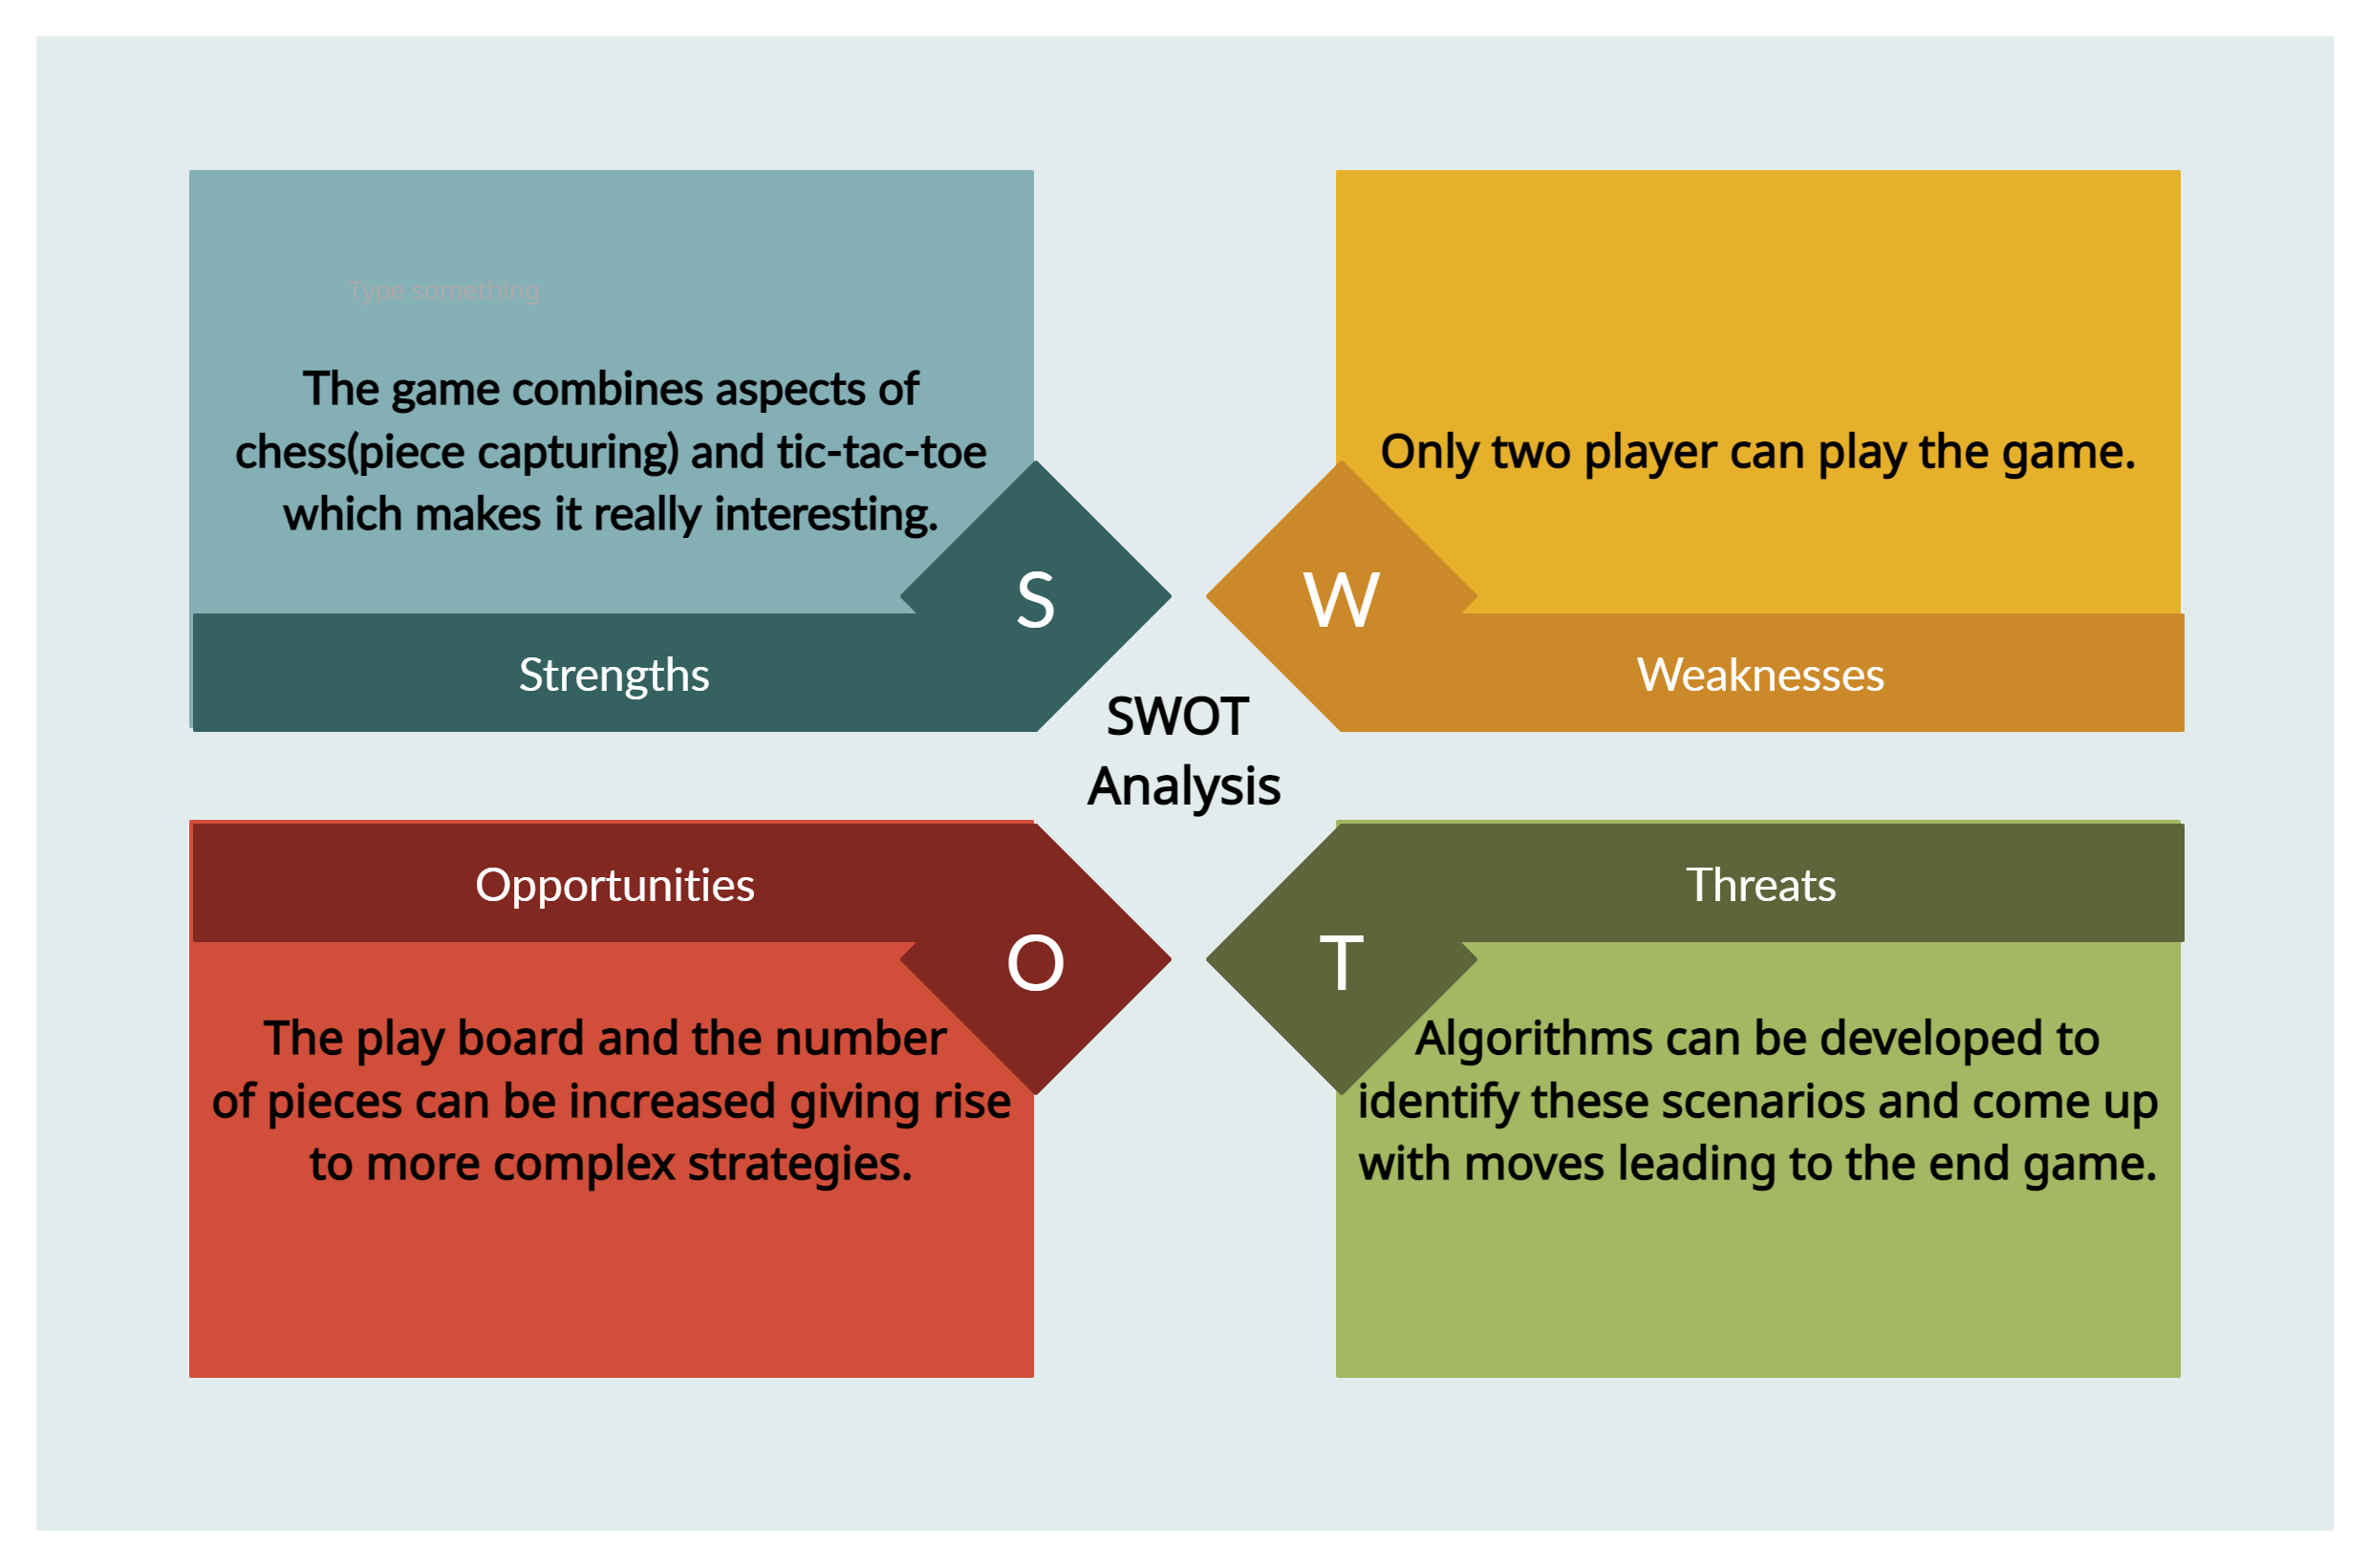 Type something
The game combines aspects of
chess(piece capturing) and tic-tac-toe
which makes it really interesting.
S
Strengths
Only two player can play the game.
W
Weaknesses
SWOT
Analysis
Opportunities
O
The play board and the number
of pieces can be increased giving rise
to more complex strategies.
Threats
T
Algorithms can be developed to
identify these scenarios and come up
with moves leading to the end game.